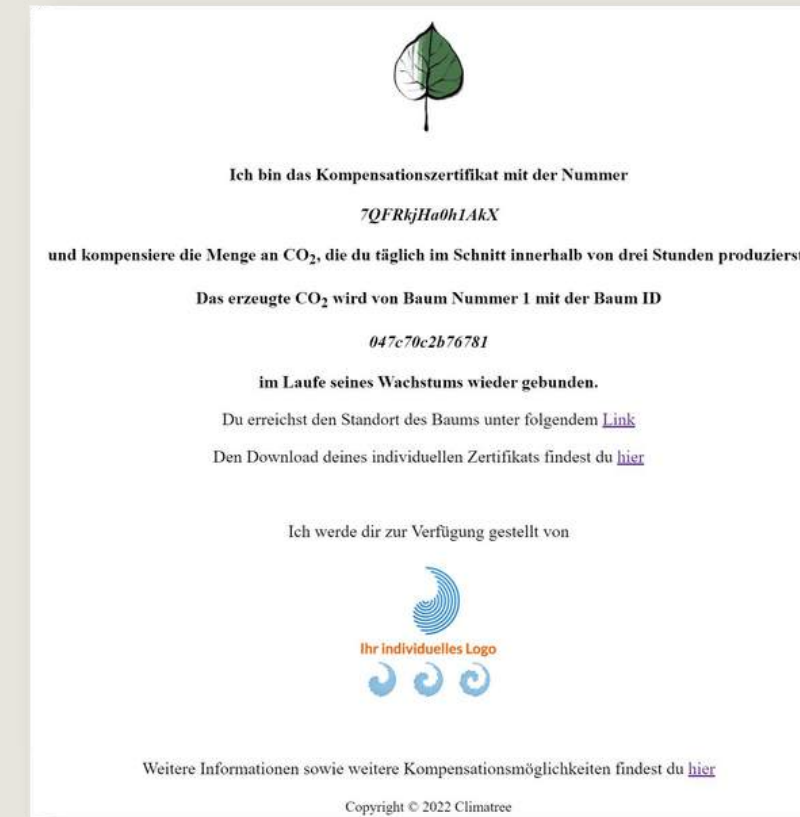 Ich bin das Kompensationszertifikat mit der Nummer
7QFRkjHa0h1AkX
und kompensiere die Menge an CO₂, die du täglich im Schnitt innerhalb von drei Stunden produzierst
Das erzeugte CO₂ wird von Baum Nummer 1 mit der Baum ID
047c70c2b76781
im Laufe seines Wachstums wieder gebunden.
Du erreichst den Standort des Baums unter folgendem Link
Den Download deines individuellen Zertifikats findest du hier
Ich werde dir zur Verfügung gestellt von
Ihr individuelles Logo
Weitere Informationen sowie weitere Kompensationsmöglichkeiten findest du hier
Copyright © 2022 Climatree